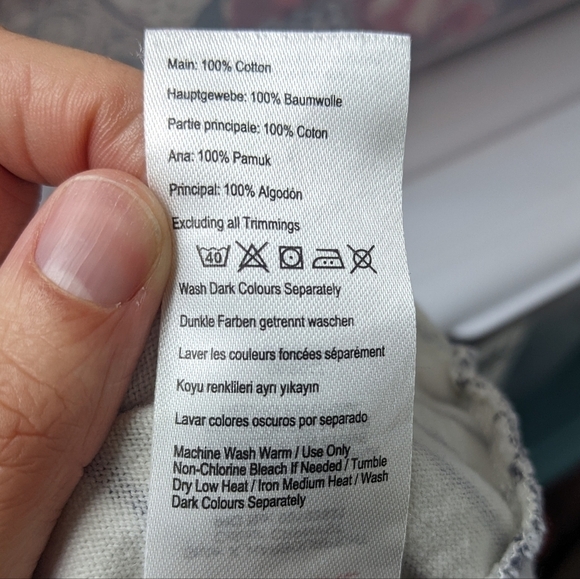 Main: 100% Cotton
Hauptgewebe: 100% Baumwolle
Partie principale: 100% Coton
Ana: 100% Pamuk
Principal: 100% Algodón
Excluding all Trimmings
40
Wash Dark Colours Separately
Dunkle Farben getrennt waschen
Laver les couleurs foncées séparément
Koyu renklileri ayrı yıkayın
Lavar colores oscuros por separado
Machine Wash Warm / Use Only
Non-Chlorine Bleach If Needed / Tumble
Dry Low Heat / Iron Medium Heat / Wash
Dark Colours Separately